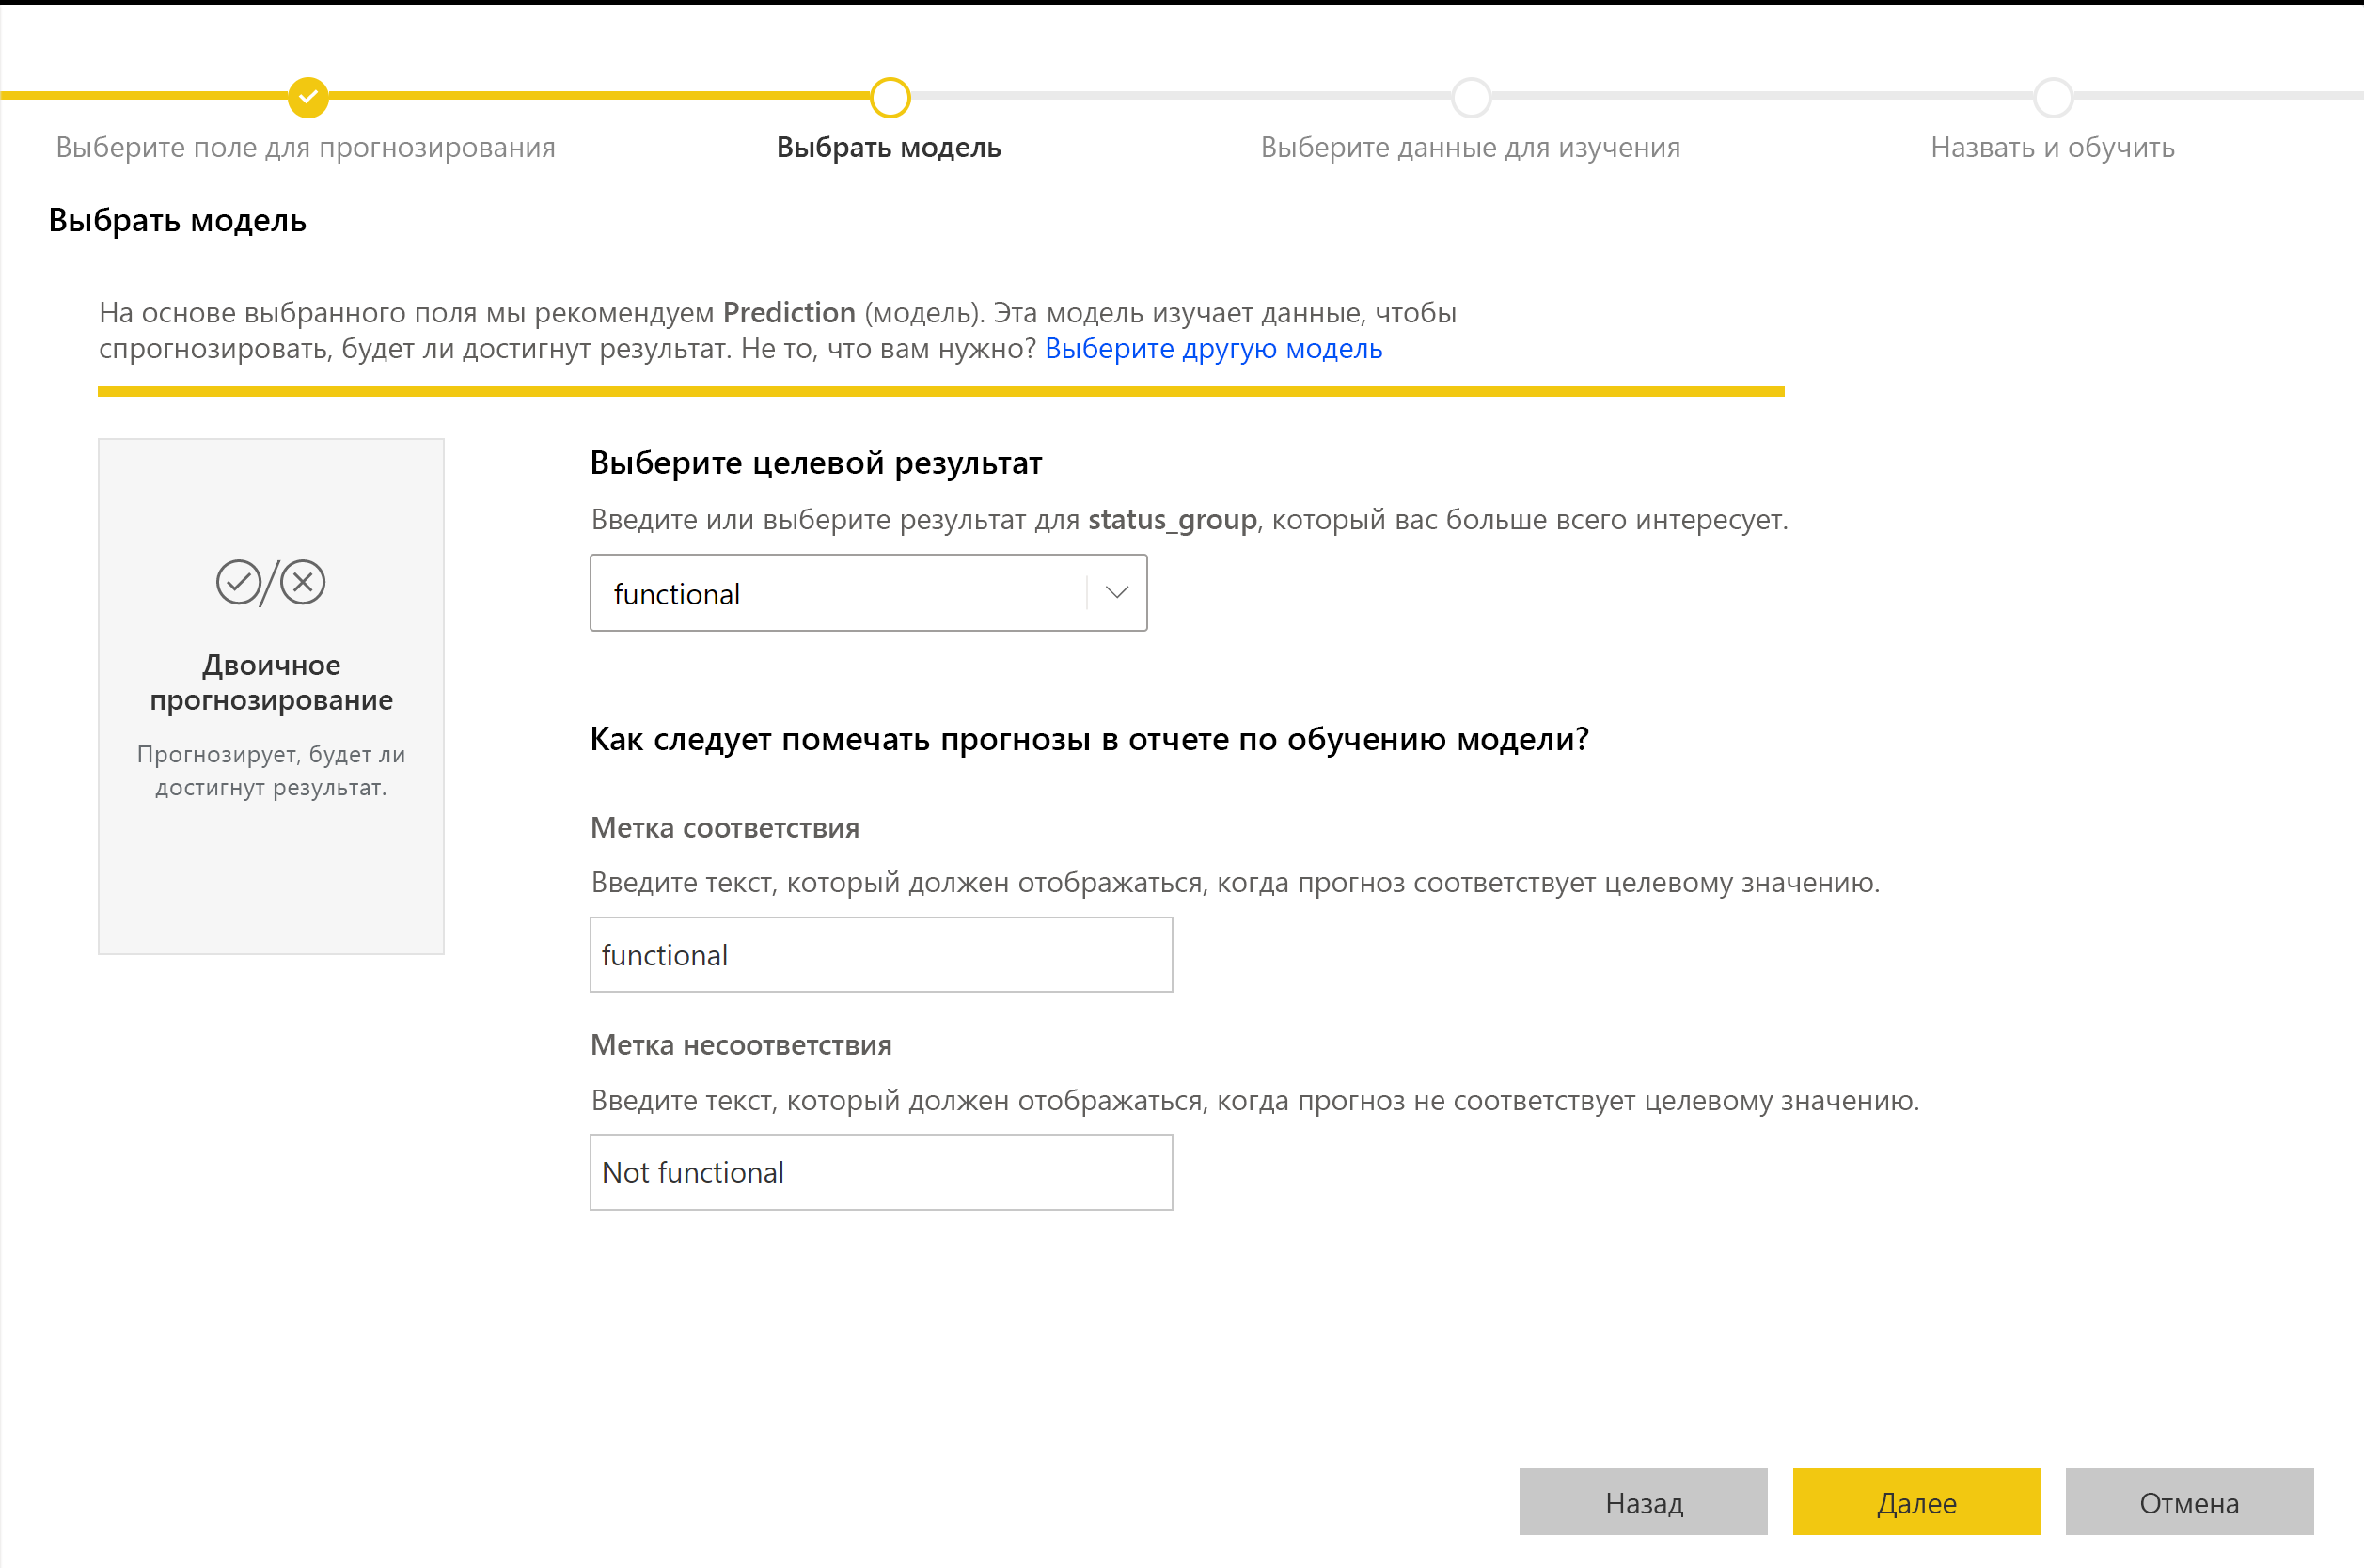 Выберите поле для прогнозирования
Выбрать модель
Выберите данные для изучения
Назвать и обучить
Выбрать модель
На основе выбранного поля мы рекомендуем Prediction (модель). Эта модель изучает данные, чтобы
спрогнозировать, будет ли достигнут результат. Не то, что вам нужно? Выберите другую модель
Двоичное
прогнозирование
Прогнозирует, будет ли
достигнут результат.
Выберите целевой результат
Введите или выберите результат для status_group, который вас больше всего интересует.
functional
Как следует помечать прогнозы в отчете по обучению модели?
Метка соответствия
Введите текст, который должен отображаться, когда прогноз соответствует целевому значению.
functional
Метка несоответствия
Введите текст, который должен отображаться, когда прогноз не соответствует целевому значению.
Not functional
Назад
Далее
Отмена